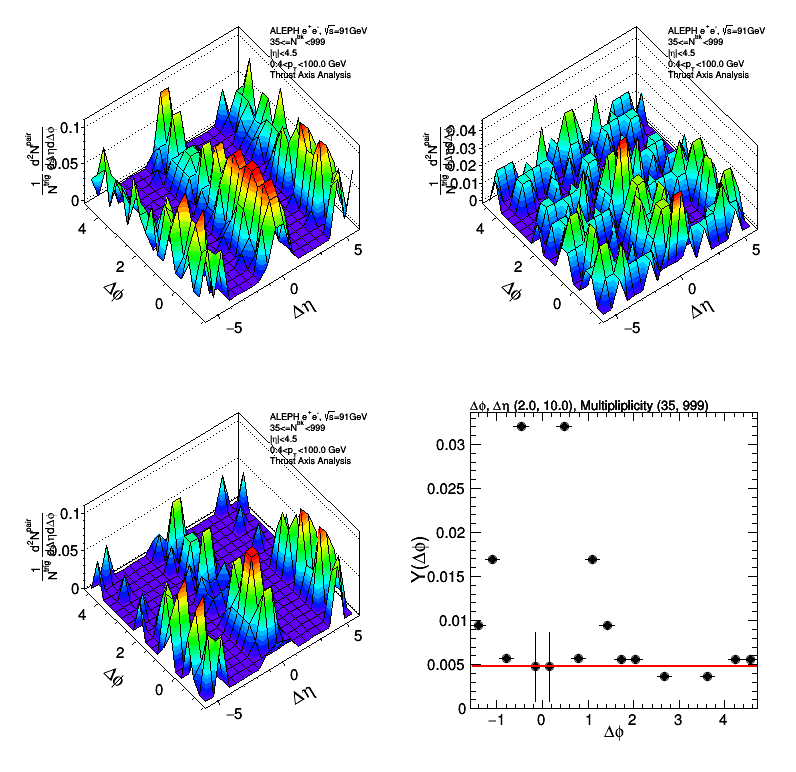 ALEPH e+e-, √s=91GeV
35<=N^trk<999
|η|<4.5
0.4<p_T<100.0 GeV
Thrust Axis Analysis
1/N^trig d²N^pair/dΔηdΔφ
0.1
0.05
0
4
2
0
Δφ
−5
0
5
Δη
ALEPH e+e-, √s=91GeV
35<=N^trk<999
|η|<4.5
0.4<p_T<100.0 GeV
Thrust Axis Analysis
1/N^trig d²N^pair/dΔηdΔφ
0.04
0.03
0.02
0.01
0
4
2
0
Δφ
−5
0
5
Δη
ALEPH e+e-, √s=91GeV
35<=N^trk<999
|η|<4.5
0.4<p_T<100.0 GeV
Thrust Axis Analysis
1/N^trig d²N^pair/dΔηdΔφ
0.1
0.05
0
4
2
0
Δφ
−5
0
5
Δη
Δφ, Δη (2.0, 10.0), Multipliplicity (35, 999)
Y(Δφ)
0.03
0.02
0.015
0.01
0.005
0
−1 0 1 2 3 4
Δφ